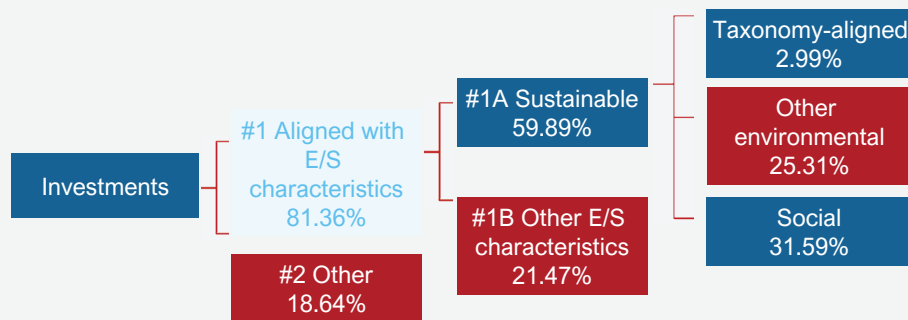 Investments
#1 Aligned with
E/S
characteristics
81.36%
#2 Other
18.64%
#1A Sustainable
59.89%
#1B Other E/S
characteristics
21.47%
Taxonomy-aligned
2.99%
Other
environmental
25.31%
Social
31.59%